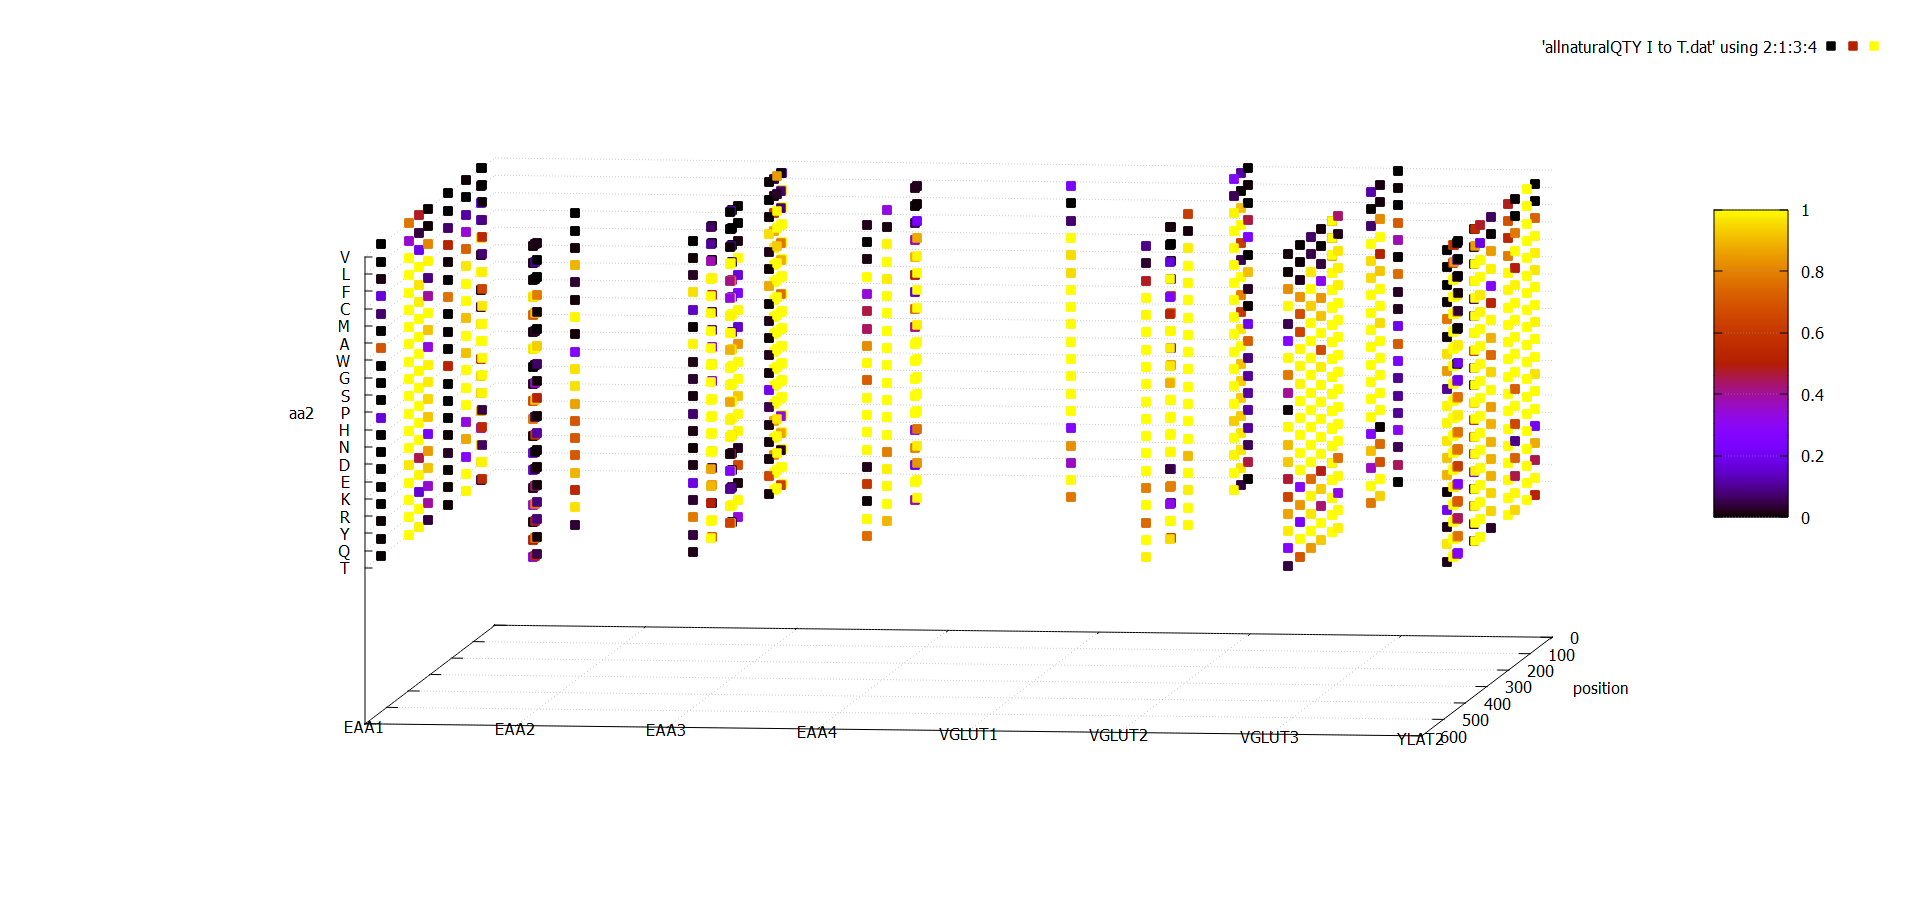 'allnaturalQTY I to T.dat' using 2:1:3:4
1
0.8
0.6
0.4
0.2
0
V
L
F
C
M
A
W
G
S
P
H
N
D
E
K
R
Y
Q
T
aa2
0
100
200
300
400
500
600
position
EAA1
EAA2
EAA3
EAA4
VGLUT1
VGLUT2
VGLUT3
YLAT2